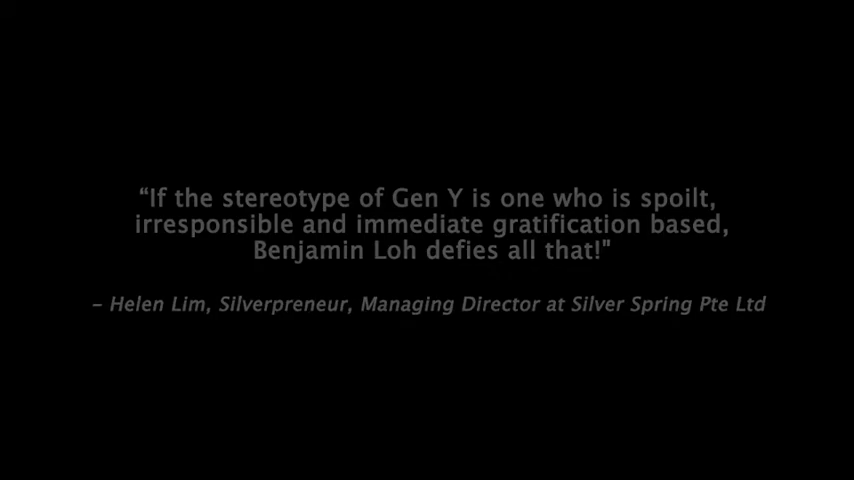 “If the stereotype of Gen Y is one who is spoilt,
irresponsible and immediate gratification based,
Benjamin Loh defies all that!"
– Helen Lim, Silverpreneur, Managing Director at Silver Spring Pte Ltd